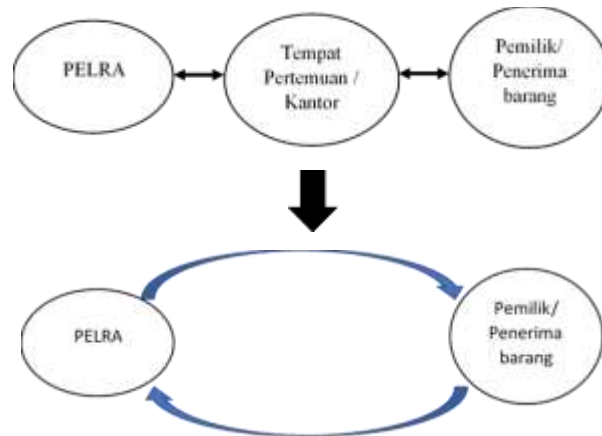 PELRA
Tempat
Pertemuan /
Kantor
Pemilik/
Penerima
barang
PELRA
Pemilik/
Penerima
barang